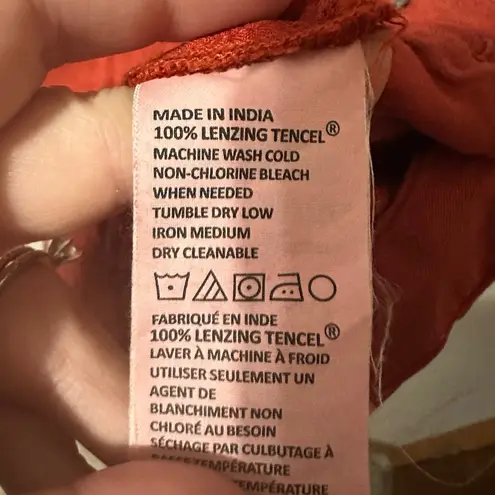 MADE IN INDIA
100% LENZING TENCEL®
MACHINE WASH COLD
NON-CHLORINE BLEACH
WHEN NEEDED
TUMBLE DRY LOW
IRON MEDIUM
DRY CLEANABLE
FABRIQUÉ EN INDE
100% LENZING TENCEL®
LAVER À MACHINE À FROID
UTILISER SEULEMENT UN
AGENT DE
BLANCHIMENT NON
CHLORÉ AU BESOIN
SÉCHAGE PAR CULBUTAGE À
BASSE TEMPÉRATURE
TEMPÉRATURE